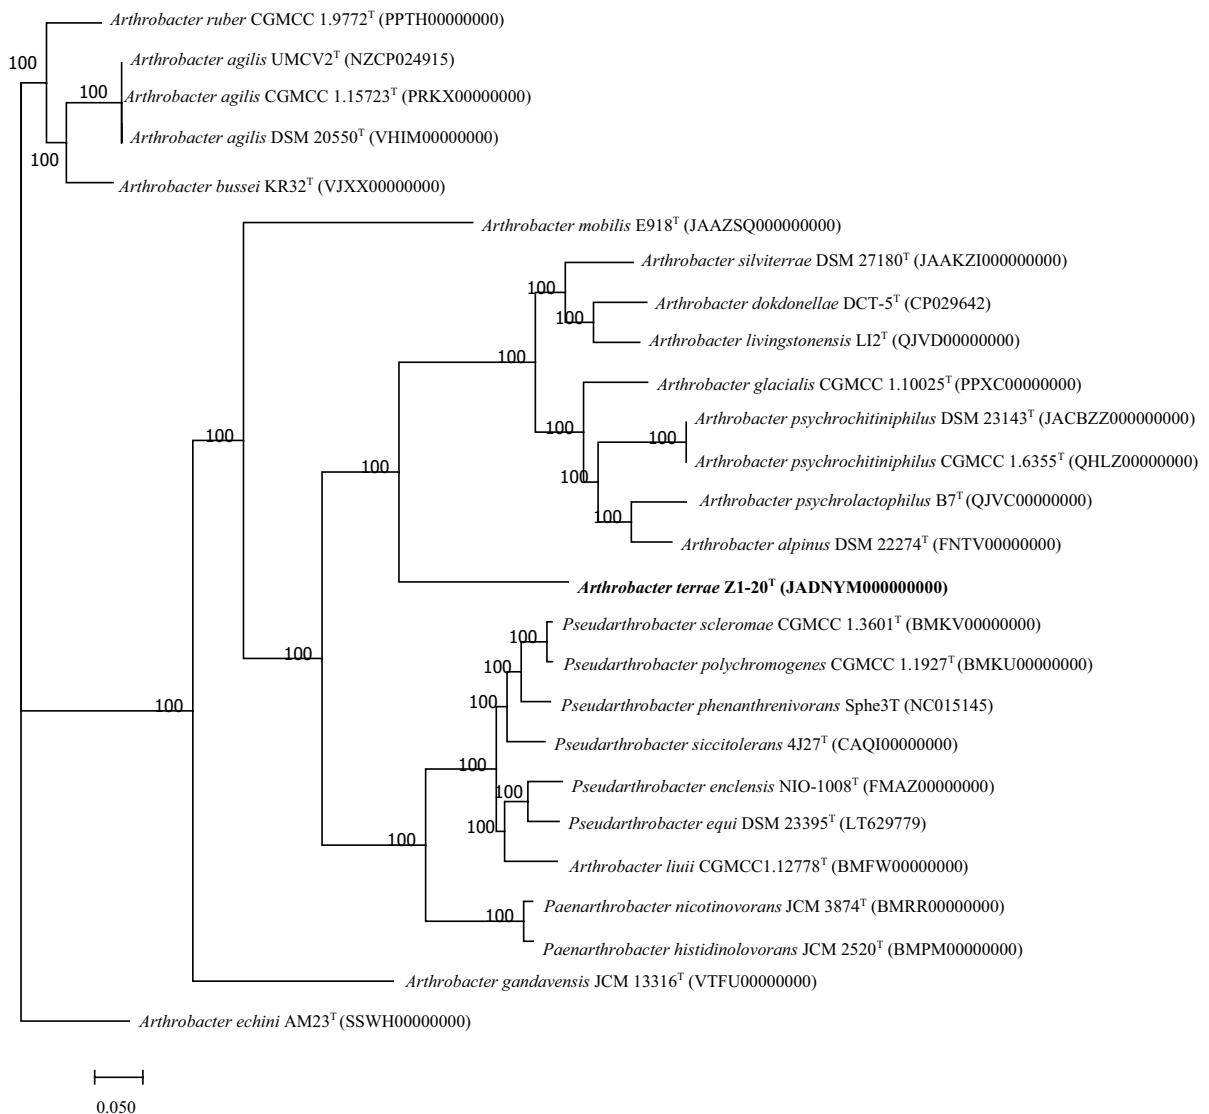 Arthrobacter ruber CGMCC 1.9772T (PPTH00000000)
100
Arthrobacter agilis UMCV2T (NZCP024915)
100
Arthrobacter agilis CGMCC 1.15723T (PRKX00000000)
Arthrobacter agilis DSM 20550T (VHIM00000000)
100
Arthrobacter bussei KR32T (VJXX00000000)
Arthrobacter mobilis E918T (JAAZSQ000000000)
Arthrobacter silviterrae DSM 27180T (JAAKZI000000000)
100
Arthrobacter dokdonellae DCT-5T (CP029642)
100
Arthrobacter livingstonensis LI2T (QJVD00000000)
100
Arthrobacter glacialis CGMCC 1.10025T (PPXC00000000)
Arthrobacter psychrochitiniphilus DSM 23143T (JACBZZ000000000)
100
100
100
Arthrobacter psychrochitiniphilus CGMCC 1.6355T (QHLZ00000000)
100
100
Arthrobacter psychrolactophilus B7T (QJVC00000000)
100
Arthrobacter alpinus DSM 22274T (FNTV00000000)
Arthrobacter terrae Z1-20T (JADNYM000000000)
Pseudarthrobacter scleromae CGMCC 1.3601T (BMKV00000000)
100
100
Pseudarthrobacter polychromogenes CGMCC 1.1927T (BMKU00000000)
100
100
Pseudarthrobacter phenanthrenivorans Sphe3T (NC015145)
100
100
Pseudarthrobacter siccitolerans 4J27T (CAQI00000000)
100
Pseudarthrobacter enclensis NIO-1008T (FMAZ00000000)
100
Pseudarthrobacter equi DSM 23395T (LT629779)
100
100
Arthrobacter liuii CGMCC1.12778T (BMFW00000000)
Paenarthrobacter nicotinovorans JCM 3874T (BMRR00000000)
100
Paenarthrobacter histidinolovorans JCM 2520T (BMPM00000000)
Arthrobacter gandavensis JCM 13316T (VTFU00000000)
Arthrobacter echini AM23T (SSWH00000000)
0.050